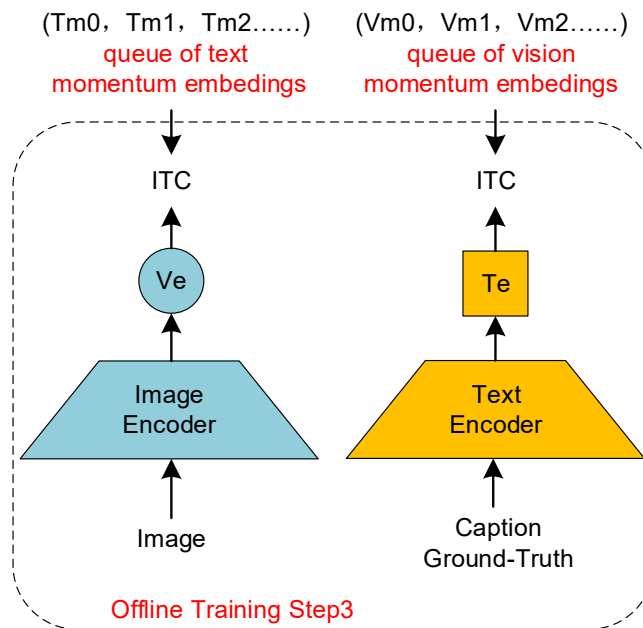 (Tm0，Tm1，Tm2……)
queue of text
momentum embedings
(Vm0，Vm1，Vm2……)
queue of vision
momentum embedings
ITC
ITC
Ve
Te
Image
Encoder
Text
Encoder
Image
Caption
Ground-Truth
Offline Training Step3